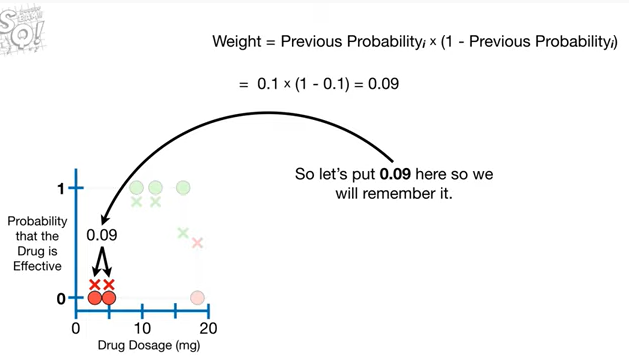 SQ!
Weight = Previous Probabilityi × (1 - Previous Probabilityi)
= 0.1 × (1 - 0.1) = 0.09
So let's put 0.09 here so we
will remember it.
1
Probability
that the
Drug is
Effective
0.09
0
0 10 20
Drug Dosage (mg)